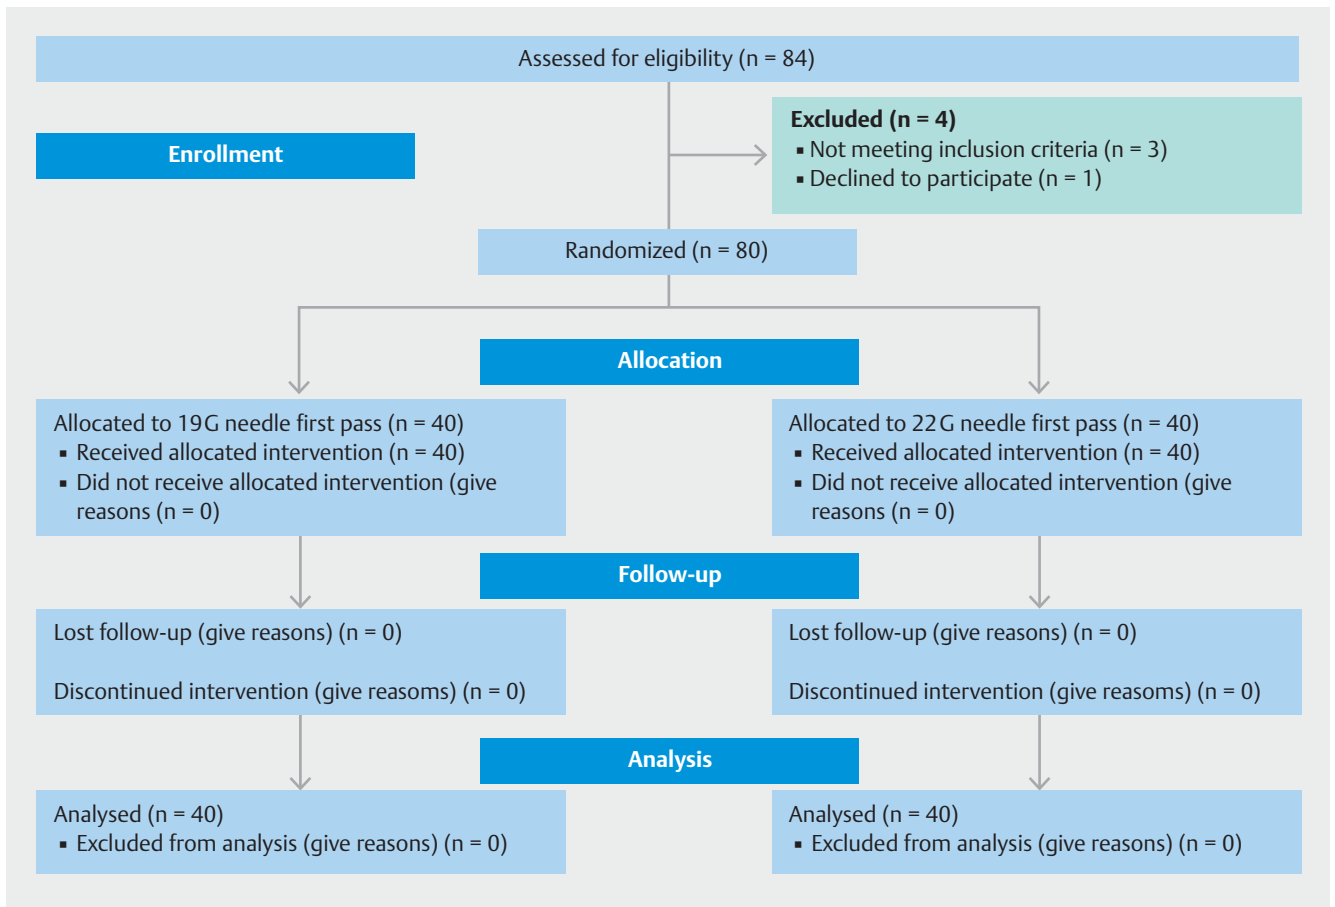 Assessed for eligibility (n = 84)
Enrollment
Excluded (n = 4)
▪ Not meeting inclusion criteria (n = 3)
▪ Declined to participate (n = 1)
Randomized (n = 80)
Allocation
Allocated to 19 G needle first pass (n = 40)
▪ Received allocated intervention (n = 40)
▪ Did not receive allocated intervention (give
reasons (n = 0)
Allocated to 22 G needle first pass (n = 40)
▪ Received allocated intervention (n = 40)
▪ Did not receive allocated intervention (give
reasons (n = 0)
Follow-up
Lost follow-up (give reasons) (n = 0)
Discontinued intervention (give reasoms) (n = 0)
Lost follow-up (give reasons) (n = 0)
Discontinued intervention (give reasoms) (n = 0)
Analysis
Analysed (n = 40)
▪ Excluded from analysis (give reasons) (n = 0)
Analysed (n = 40)
▪ Excluded from analysis (give reasons) (n = 0)